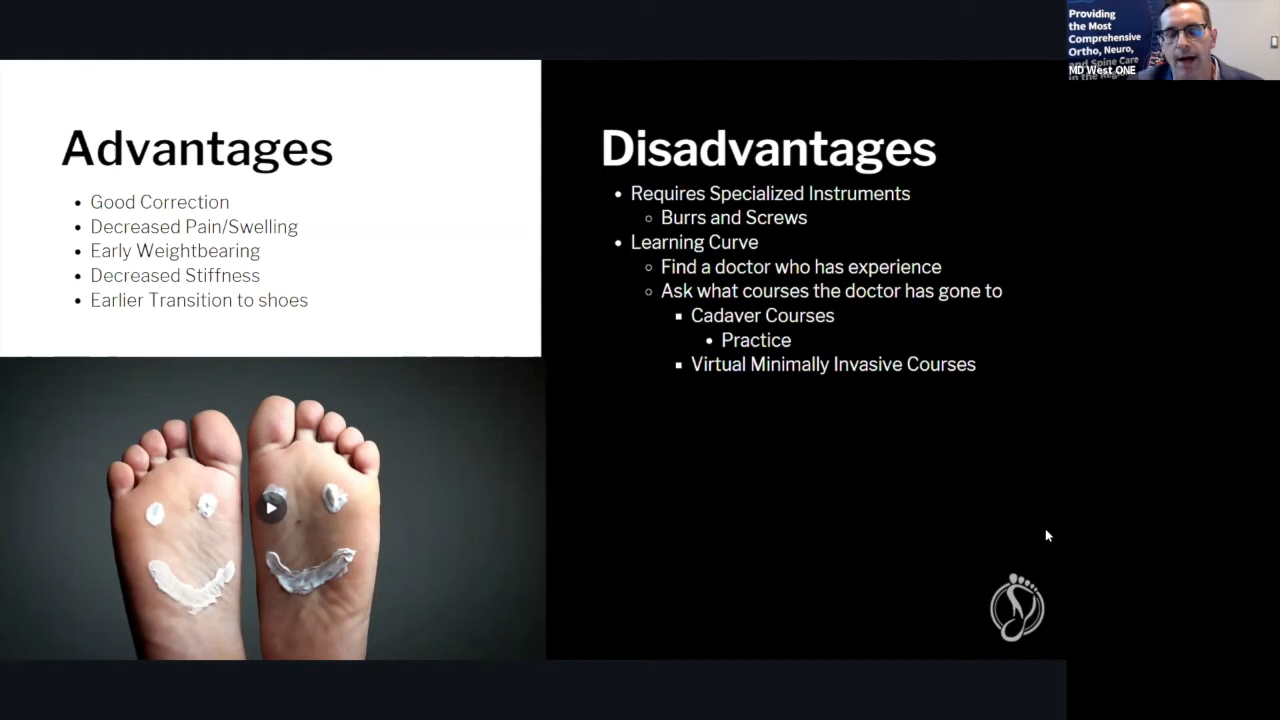 Providing
the Most
Comprehensive
Ortho, Neuro,
and Spine Care
MD West ONE
in the
Advantages
• Good Correction
• Decreased Pain/Swelling
• Early Weightbearing
• Decreased Stiffness
• Earlier Transition to shoes
Disadvantages
• Requires Specialized Instruments
○ Burrs and Screws
• Learning Curve
○ Find a doctor who has experience
○ Ask what courses the doctor has gone to
▪ Cadaver Courses
• Practice
▪ Virtual Minimally Invasive Courses